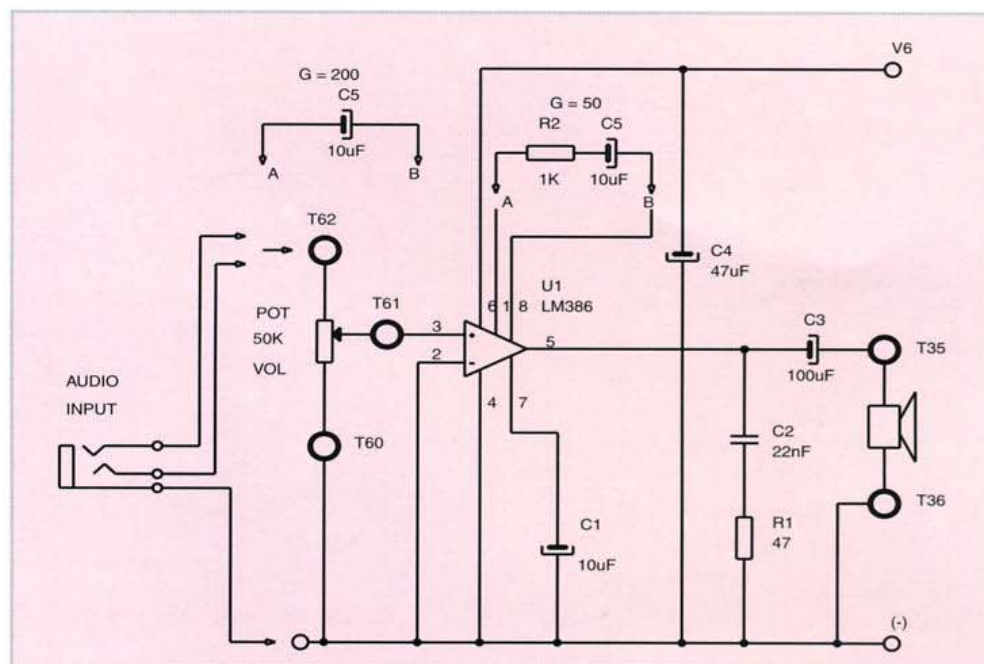 V6
G = 200
C5
10uF
A
B
G = 50
R2
C5
1K
10uF
A
B
T62
C4
47uF
U1
LM386
6
1
8
T61
POT
50K
VOL
3
2
5
C3
100uF
T35
AUDIO
INPUT
4
7
T60
C2
22nF
T36
C1
10uF
R1
47
(-)